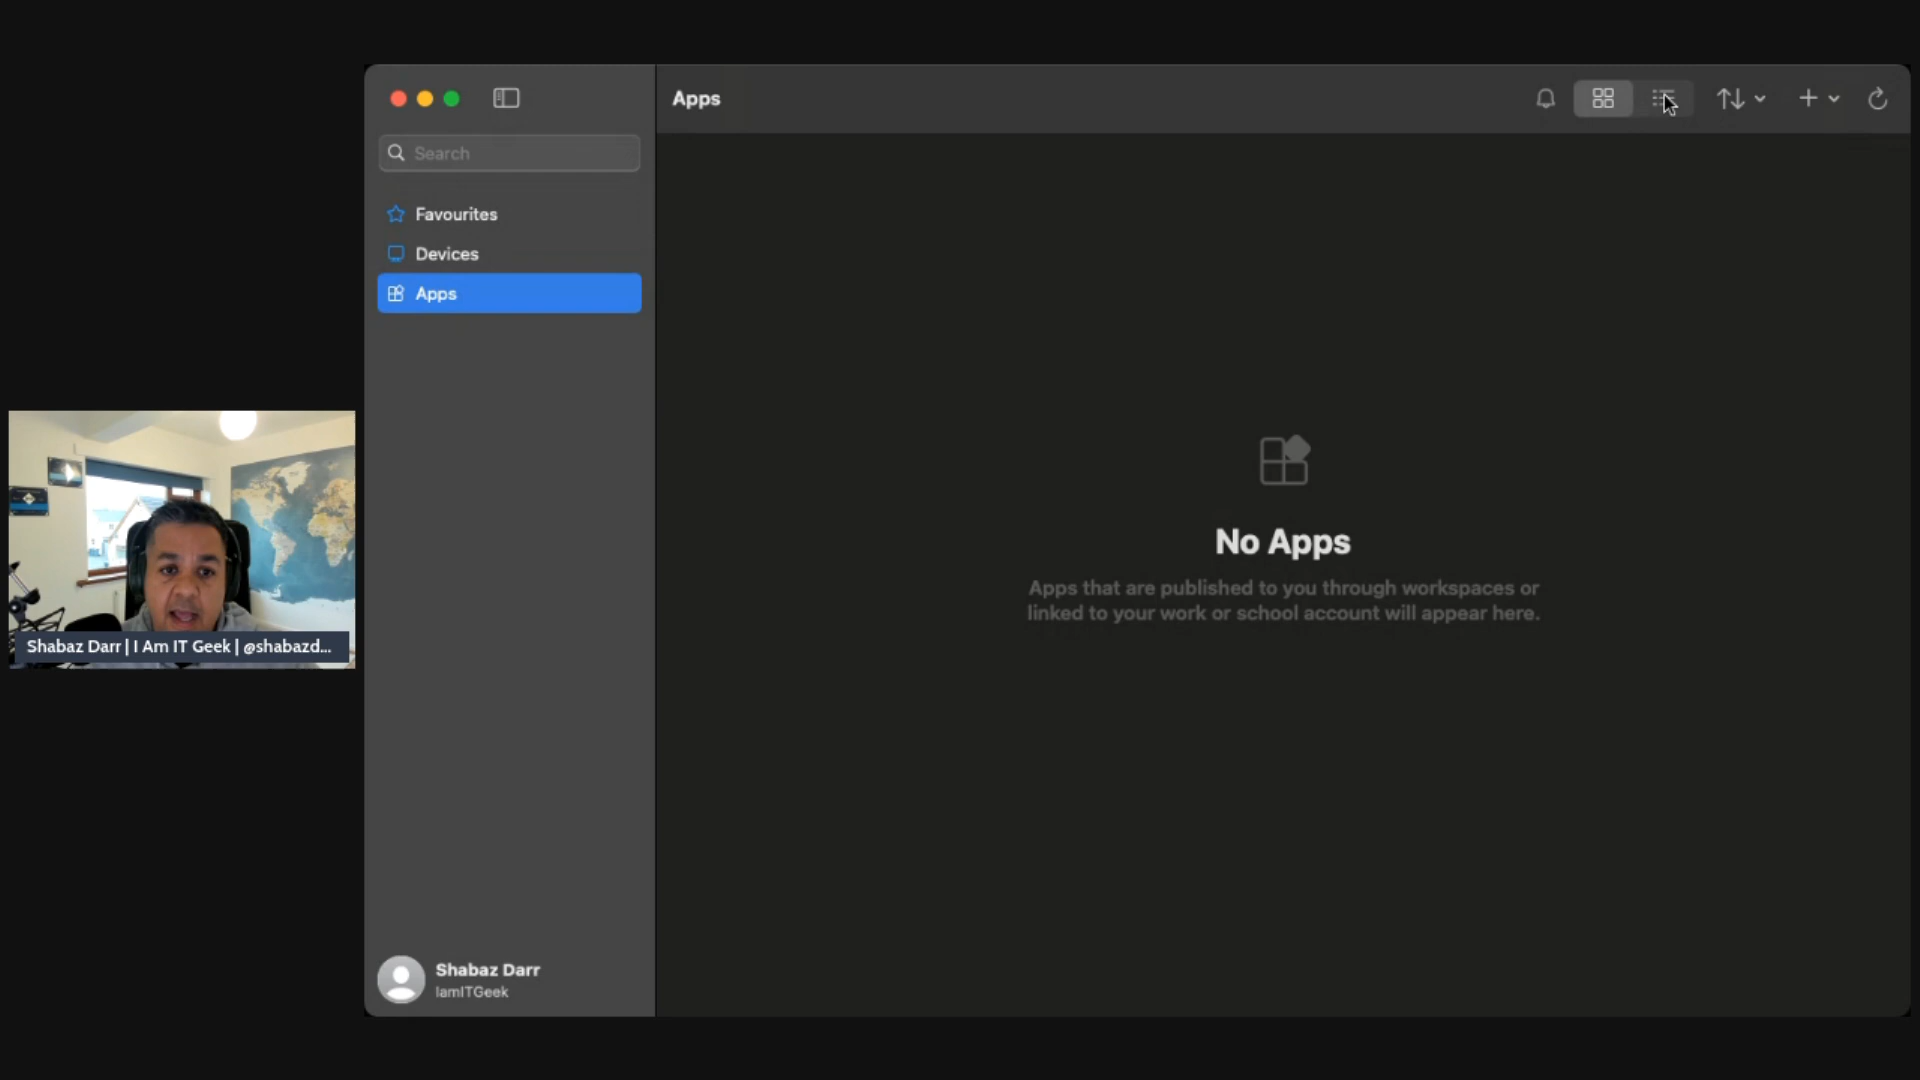 Apps
Search
Favourites
Devices
Apps
No Apps
Apps that are published to you through workspaces or
linked to your work or school account will appear here.
Shabaz Darr | I Am IT Geek | @shabazd...
Shabaz Darr
IamITGeek